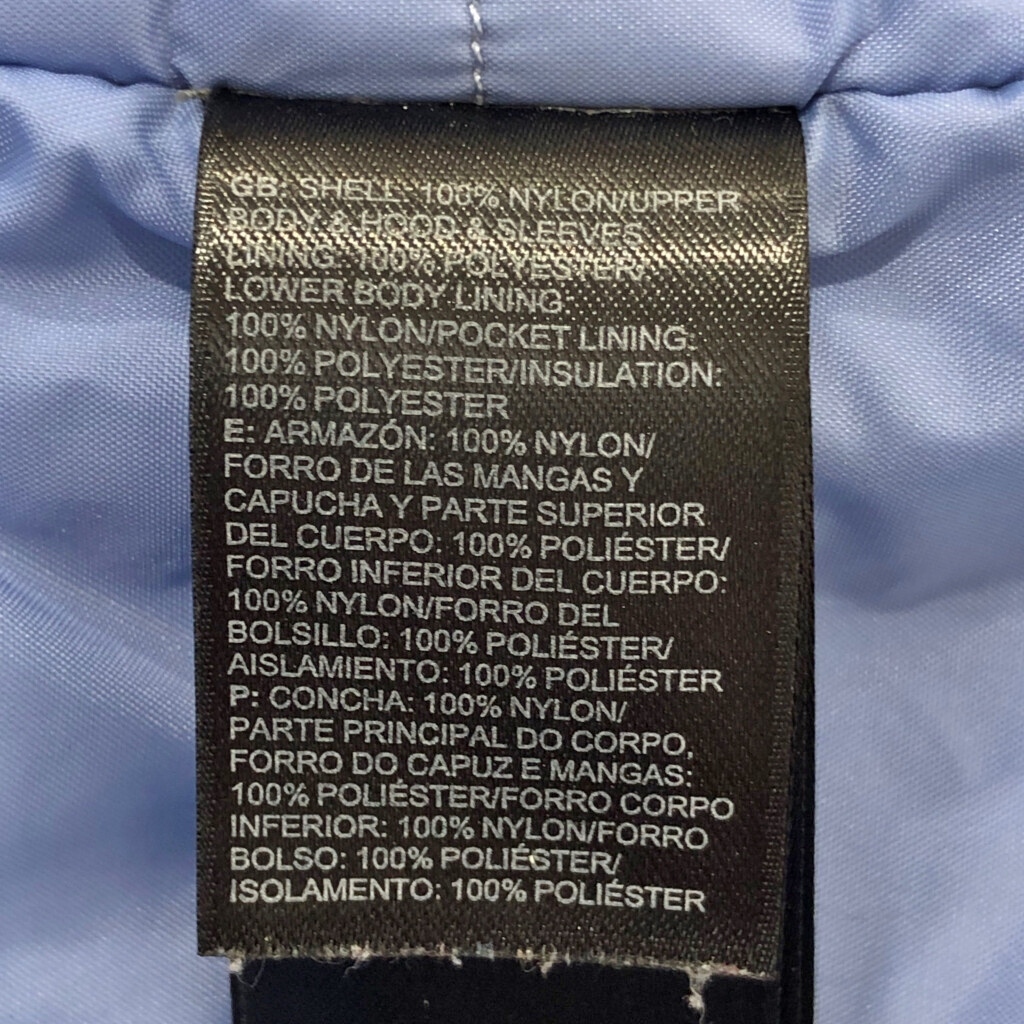 GB: SHELL: 100% NYLON/UPPER
BODY & HOOD & SLEEVES
LINING: 100% POLYESTER/
LOWER BODY LINING:
100% NYLON/POCKET LINING:
100% POLYESTER/INSULATION:
100% POLYESTER
E: ARMAZÓN: 100% NYLON/
FORRO DE LAS MANGAS Y
CAPUCHA Y PARTE SUPERIOR
DEL CUERPO: 100% POLIÉSTER/
FORRO INFERIOR DEL CUERPO:
100% NYLON/FORRO DEL
BOLSILLO: 100% POLIÉSTER/
AISLAMIENTO: 100% POLIÉSTER
P: CONCHA: 100% NYLON/
PARTE PRINCIPAL DO CORPO,
FORRO DO CAPUZ E MANGAS:
100% POLIÉSTER/FORRO CORPO
INFERIOR: 100% NYLON/FORRO
BOLSO: 100% POLIÉSTER/
ISOLAMENTO: 100% POLIÉSTER